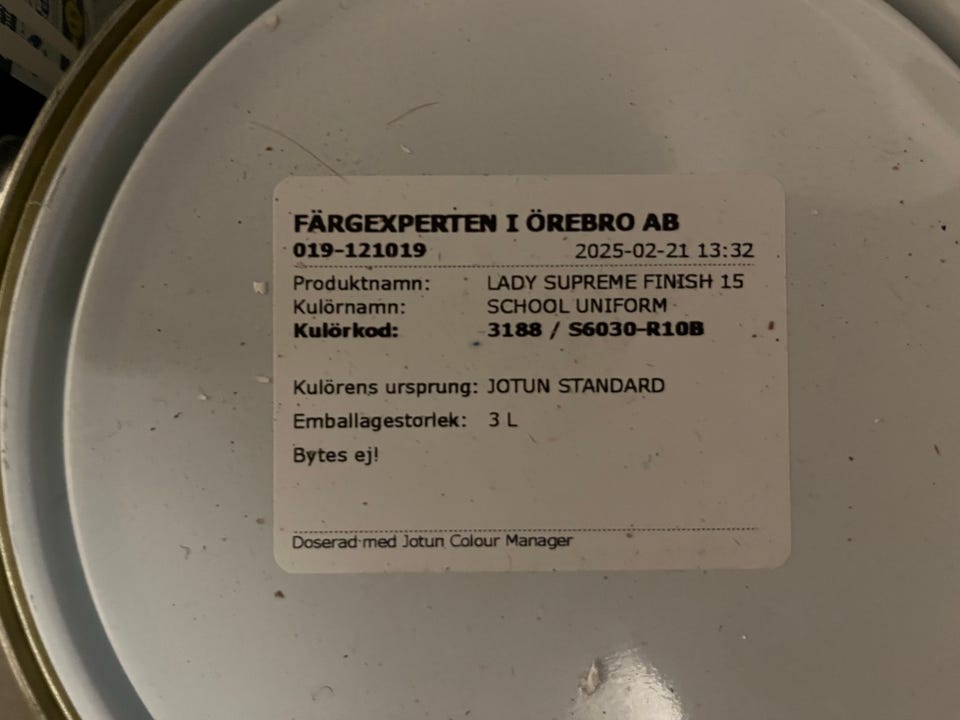 FÄRGEXPERTEN I ÖREBRO AB
019-121019 2025-02-21 13:32
Produktnamn: LADY SUPREME FINISH 15
Kulörnamn: SCHOOL UNIFORM
Kulörkod: 3188 / S6030-R10B
Kulörens ursprung: JOTUN STANDARD
Emballagestorlek: 3 L
Bytes ej!
Doserad med Jotun Colour Manager